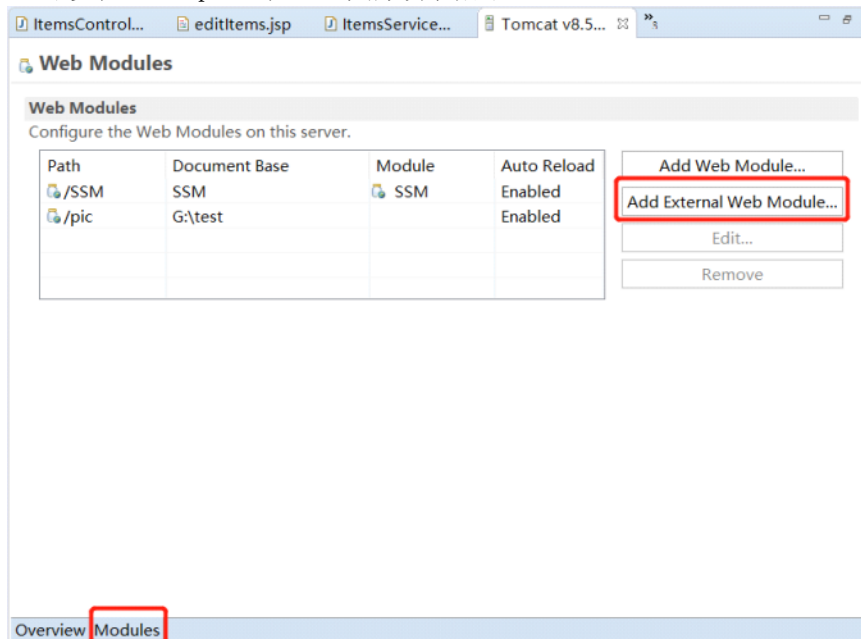 ItemsControl... editItems.jsp ItemsService... Tomcat v8.5... »3
Web Modules
Web Modules
Configure the Web Modules on this server.
Path Document Base Module Auto Reload Add Web Module...
/SSM SSM SSM Enabled Add External Web Module...
/pic G:\test Enabled
Edit...
Remove
Overview Modules